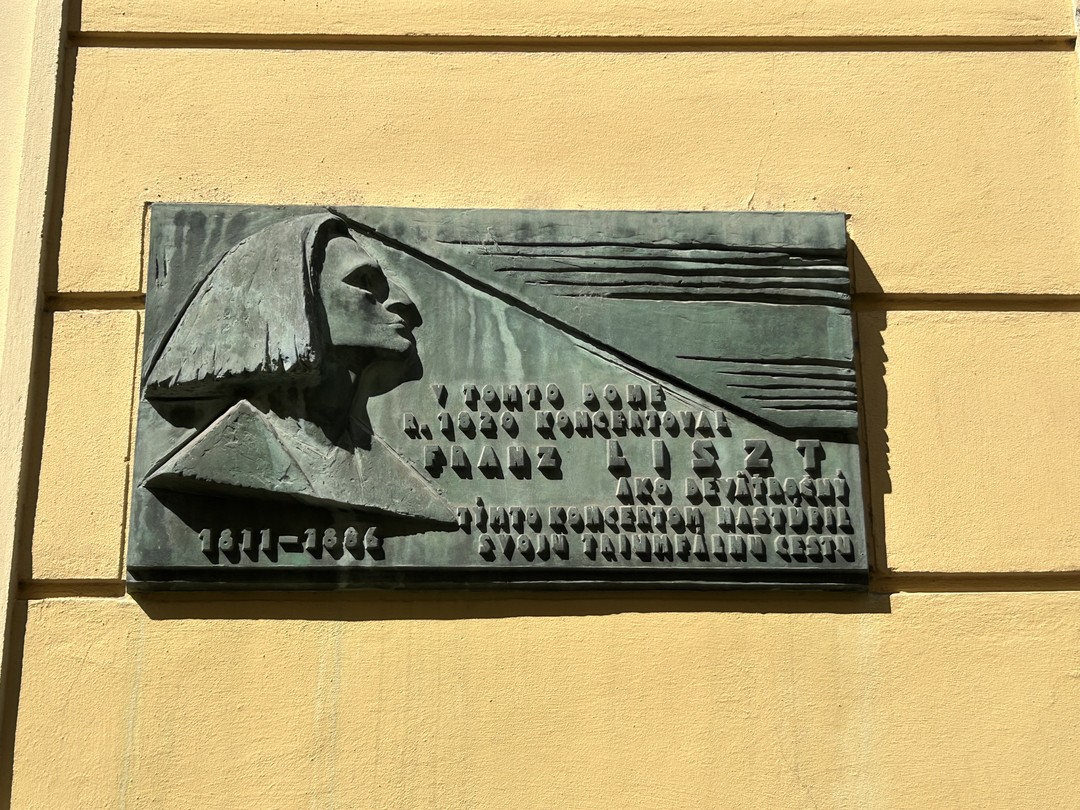 V TOMTO DOME
R. 1820 KONCERTOVAL
FRANZ LISZT
AKO DEVÄŤROČNÝ
TÝMTO KONCERTOM NASTÚPIL
SVOJU TRIUMFÁLNU CESTU
1811–1886